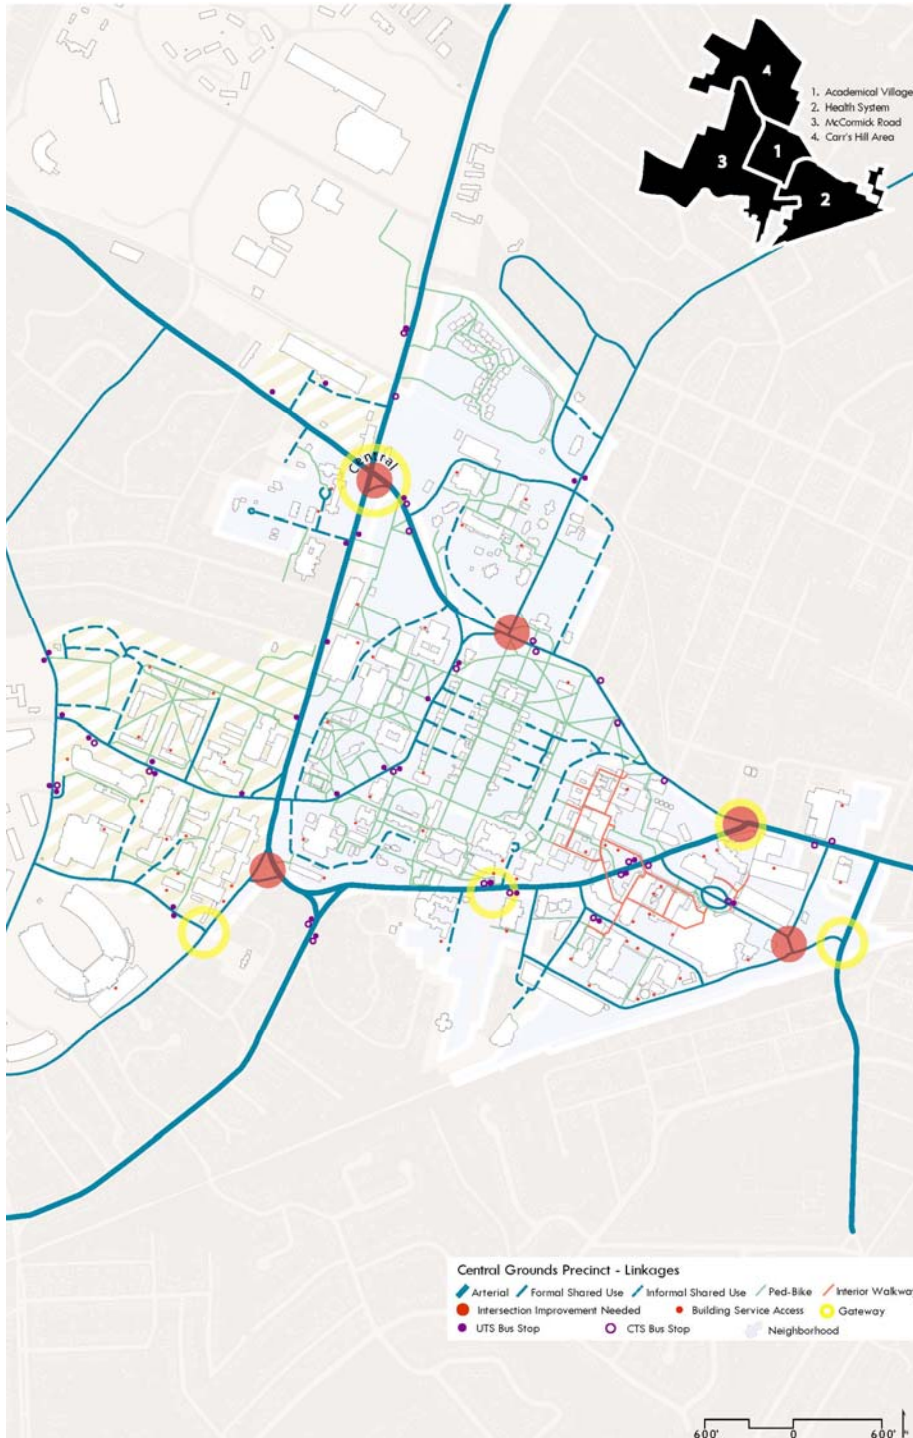 4
1. Academical Village
2. Health System
3. McCormick Road
4. Carr's Hill Area
3
1
2
Central
Central Grounds Precinct - Linkages
Arterial Formal Shared Use Informal Shared Use Ped-Bike Interior Walkway
Intersection Improvement Needed Building Service Access Gateway
UTS Bus Stop CTS Bus Stop Neighborhood
600' 0 600'